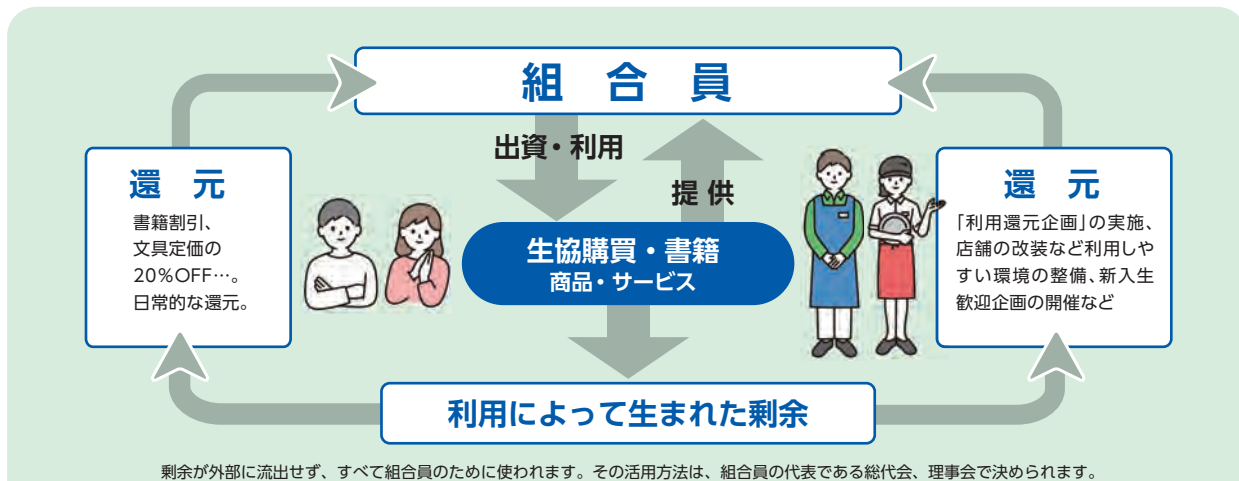 組合員
出資・利用
提供
還元
書籍割引、
文具定価の
20%OFF…。
日常的な還元。
生協購買・書籍
商品・サービス
還元
「利用還元企画」の実施、
店舗の改装など利用しや
すい環境の整備、新入生
歓迎企画の開催など
利用によって生まれた剰余
剰余が外部に流出せず、すべて組合員のために使われます。その活用方法は、組合員の代表である総代会、理事会で決められます。